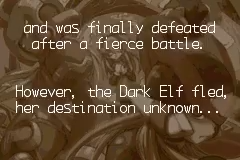 and was finally defeated
after a fierce battle.
However, the Dark Elf fled,
her destination unknown...